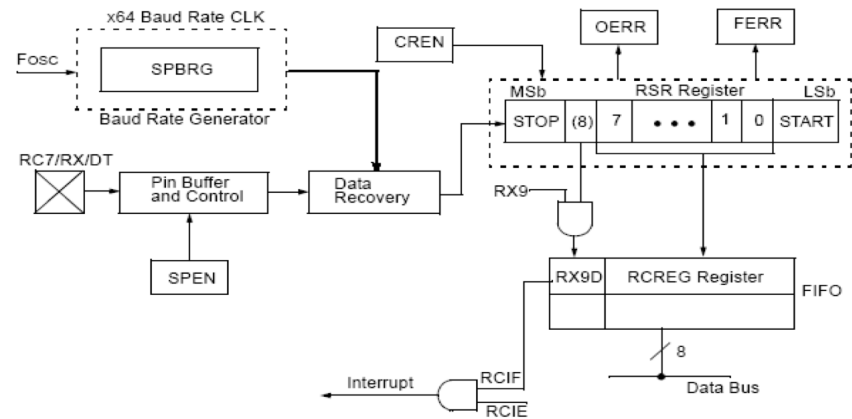 x64 Baud Rate CLK
OERR
FERR
CREN
Fosc
SPBRG
MSb
RSR Register
LSb
Baud Rate Generator
STOP
(8)
7
• • •
1
0
START
RC7/RX/DT
Pin Buffer
and Control
Data
Recovery
RX9
SPEN
RX9D
RCREG Register
FIFO
8
Interrupt
RCIF
Data Bus
RCIE